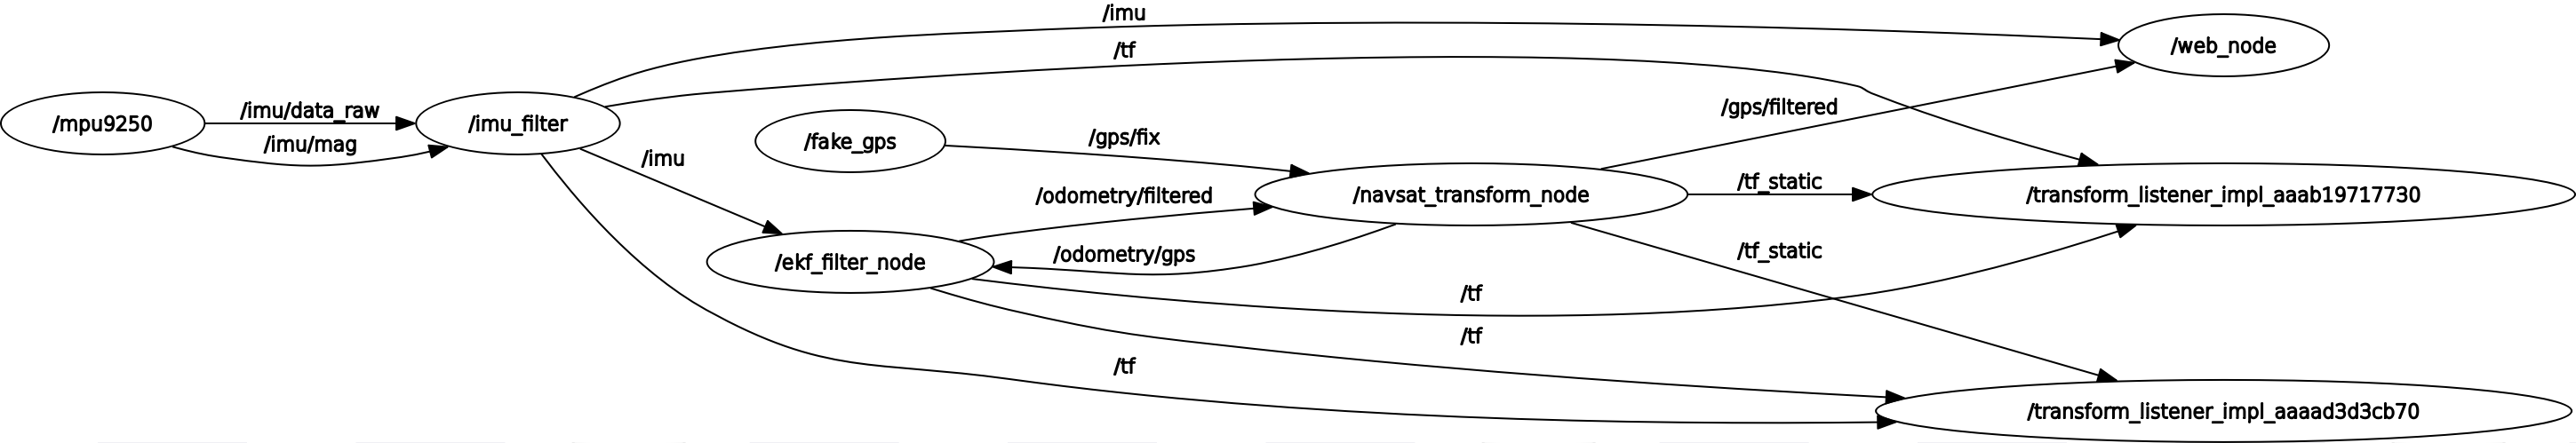 /imu
/tf
/web_node
/mpu9250
/imu/data_raw
/imu/mag
/imu_filter
/fake_gps
/gps/fix
/gps/filtered
/imu
/odometry/filtered
/navsat_transform_node
/tf_static
/transform_listener_impl_aaab19717730
/ekf_filter_node
/odometry/gps
/tf_static
/tf
/tf
/tf
/transform_listener_impl_aaaad3d3cb70